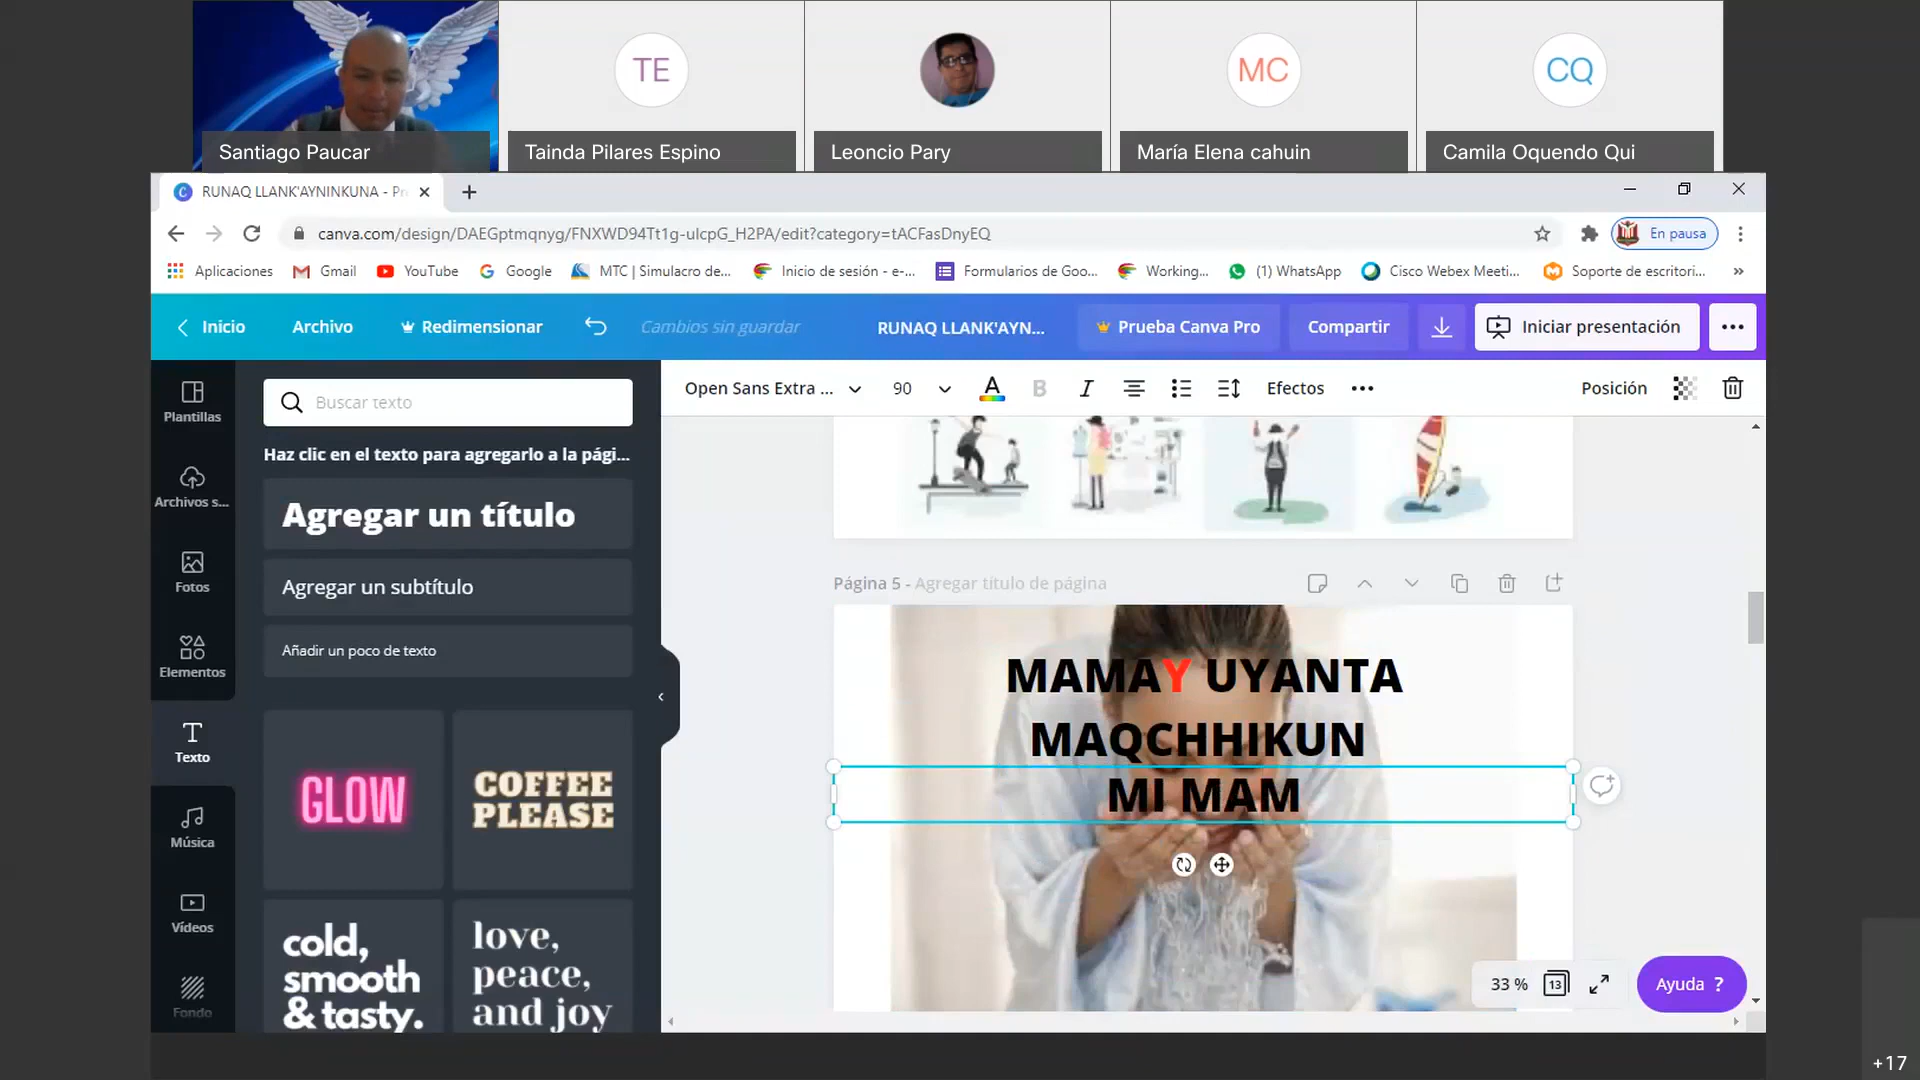 TE
MC
CQ
Santiago Paucar
Tainda Pilares Espino
Leoncio Pary
María Elena cahuin
Camila Oquendo Qui
RUNAQ LLANK'AYNINKUNA - Pr
canva.com/design/DAEGptmqnyg/FNXWD94Tt1g-ulcpG_H2PA/edit?category=tACFasDnyEQ
En pausa
Aplicaciones
Gmail
YouTube
Google
MTC | Simulacro de...
Inicio de sesión - e-...
Formularios de Goo...
Working...
(1) WhatsApp
Cisco Webex Meeti...
Soporte de escritori...
»
Inicio
Archivo
Redimensionar
Cambios sin guardar
RUNAQ LLANK'AYN...
Prueba Canva Pro
Compartir
Iniciar presentación
Open Sans Extra ...
90
A
B
I
Efectos
Posición
Plantillas
Archivos s...
Fotos
Elementos
Texto
Música
Vídeos
Fondo
Buscar texto
Haz clic en el texto para agregarlo a la pági...
Agregar un título
Agregar un subtítulo
Añadir un poco de texto
GLOW
COFFEE
PLEASE
cold,
smooth
& tasty.
love,
peace,
and joy
Página 5 - Agregar título de página
MAMAY UYANTA
MAQCHHIKUN
MI MAM
33 %
13
Ayuda ?
+17